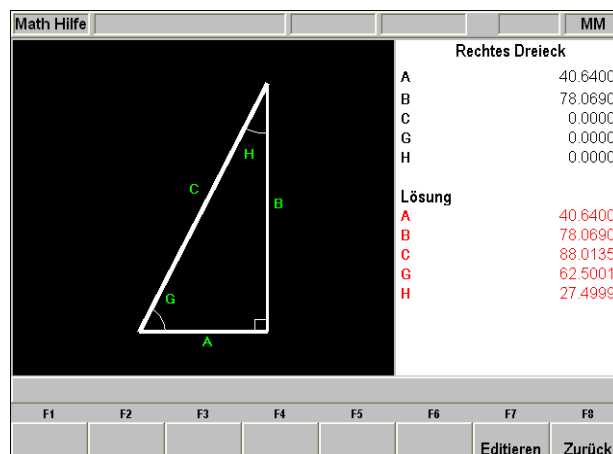 Math Hilfe MM
Rechtes Dreieck
A 40.6400
B 78.0690
C 0.0000
G 0.0000
H 0.0000
Lösung
A 40.6400
B 78.0690
C 88.0135
G 62.5001
H 27.4999
H
C
B
G
A
F1 F2 F3 F4 F5 F6 F7 F8
Editieren Zurück